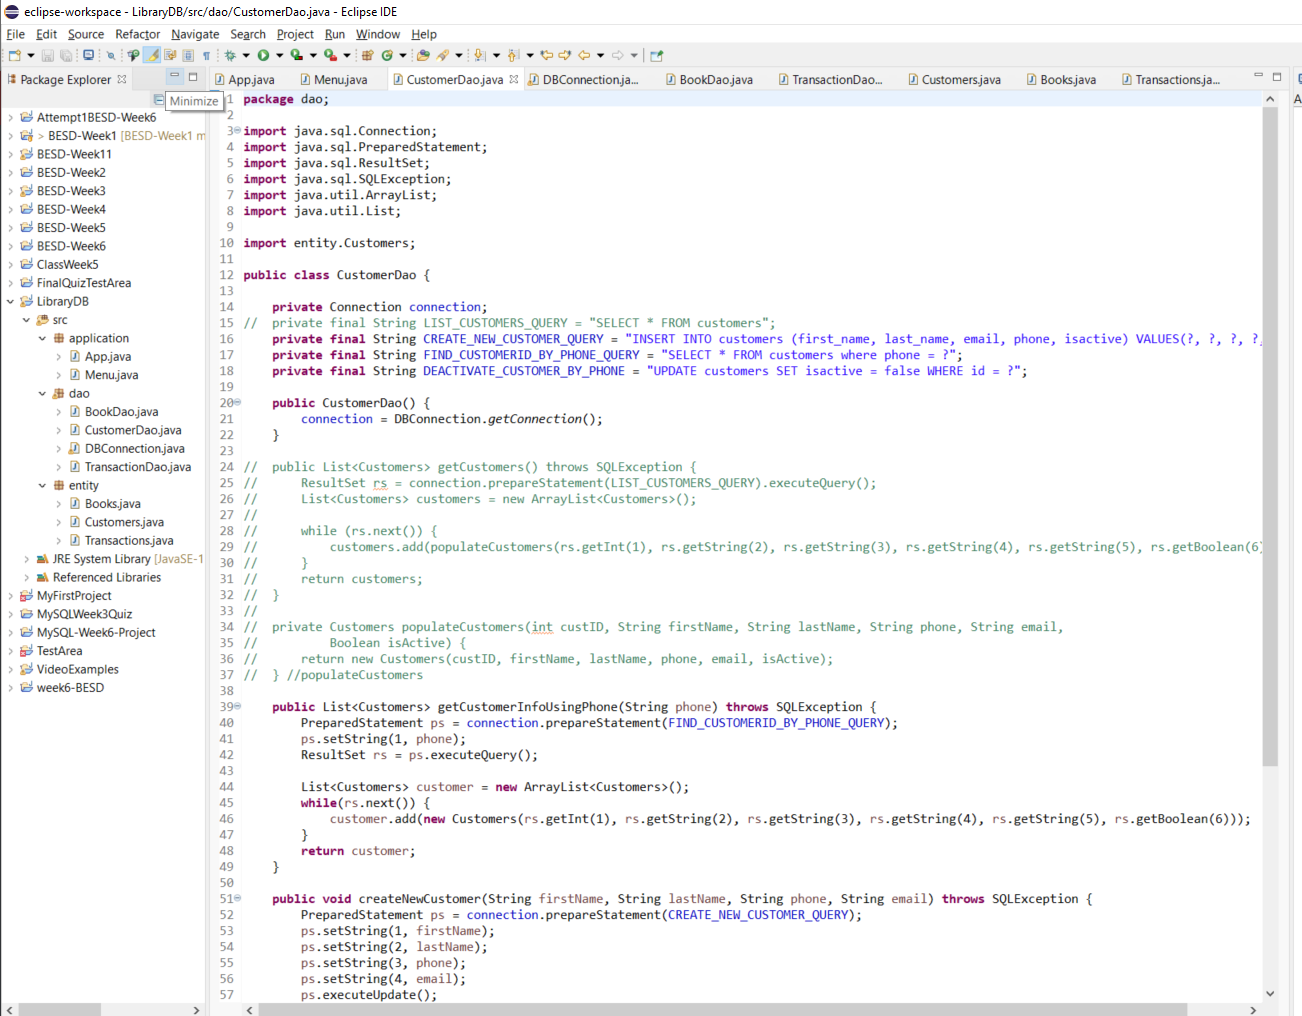 eclipse-workspace - LibraryDB/src/dao/CustomerDao.java - Eclipse IDE
File Edit Source Refactor Navigate Search Project Run Window Help
Package Explorer
App.java Menu.java CustomerDao.java DBConnection.ja... BookDao.java TransactionDao... Customers.java Books.java Transactions.ja...
Minimize
Attempt1BESD-Week6
> BESD-Week1 [BESD-Week1 m
BESD-Week11
BESD-Week2
BESD-Week3
BESD-Week4
BESD-Week5
BESD-Week6
ClassWeek5
FinalQuizTestArea
LibraryDB
src
application
App.java
Menu.java
dao
BookDao.java
CustomerDao.java
DBConnection.java
TransactionDao.java
entity
Books.java
Customers.java
Transactions.java
JRE System Library [JavaSE-1
Referenced Libraries
MyFirstProject
MySQLWeek3Quiz
MySQL-Week6-Project
TestArea
VideoExamples
week6-BESD
1 package dao;
2
3 import java.sql.Connection;
4 import java.sql.PreparedStatement;
5 import java.sql.ResultSet;
6 import java.sql.SQLException;
7 import java.util.ArrayList;
8 import java.util.List;
9
10 import entity.Customers;
11
12 public class CustomerDao {
13
14     private Connection connection;
15 //  private final String LIST_CUSTOMERS_QUERY = "SELECT * FROM customers";
16     private final String CREATE_NEW_CUSTOMER_QUERY = "INSERT INTO customers (first_name, last_name, email, phone, isactive) VALUES(?, ?, ?, ?,
17     private final String FIND_CUSTOMERID_BY_PHONE_QUERY = "SELECT * FROM customers where phone = ?";
18     private final String DEACTIVATE_CUSTOMER_BY_PHONE = "UPDATE customers SET isactive = false WHERE id = ?";
19
20     public CustomerDao() {
21         connection = DBConnection.getConnection();
22     }
23
24 //  public List<Customers> getCustomers() throws SQLException {
25 //      ResultSet rs = connection.prepareStatement(LIST_CUSTOMERS_QUERY).executeQuery();
26 //      List<Customers> customers = new ArrayList<Customers>();
27 //
28 //      while (rs.next()) {
29 //          customers.add(populateCustomers(rs.getInt(1), rs.getString(2), rs.getString(3), rs.getString(4), rs.getString(5), rs.getBoolean(6)
30 //      }
31 //      return customers;
32 //  }
33 //
34 //  private Customers populateCustomers(int custID, String firstName, String lastName, String phone, String email,
35 //          Boolean isActive) {
36 //      return new Customers(custID, firstName, lastName, phone, email, isActive);
37 //  } //populateCustomers
38
39     public List<Customers> getCustomerInfoUsingPhone(String phone) throws SQLException {
40         PreparedStatement ps = connection.prepareStatement(FIND_CUSTOMERID_BY_PHONE_QUERY);
41         ps.setString(1, phone);
42         ResultSet rs = ps.executeQuery();
43
44         List<Customers> customer = new ArrayList<Customers>();
45         while(rs.next()) {
46             customer.add(new Customers(rs.getInt(1), rs.getString(2), rs.getString(3), rs.getString(4), rs.getString(5), rs.getBoolean(6)));
47         }
48         return customer;
49     }
50
51     public void createNewCustomer(String firstName, String lastName, String phone, String email) throws SQLException {
52         PreparedStatement ps = connection.prepareStatement(CREATE_NEW_CUSTOMER_QUERY);
53         ps.setString(1, firstName);
54         ps.setString(2, lastName);
55         ps.setString(3, phone);
56         ps.setString(4, email);
57         ps.executeUpdate();